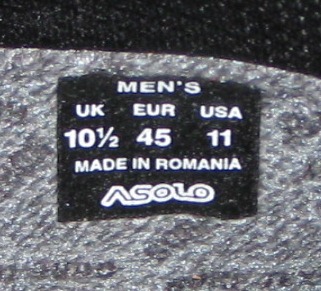 MEN'S
UK EUR USA
10½ 45 11
MADE IN ROMANIA
ASOLO